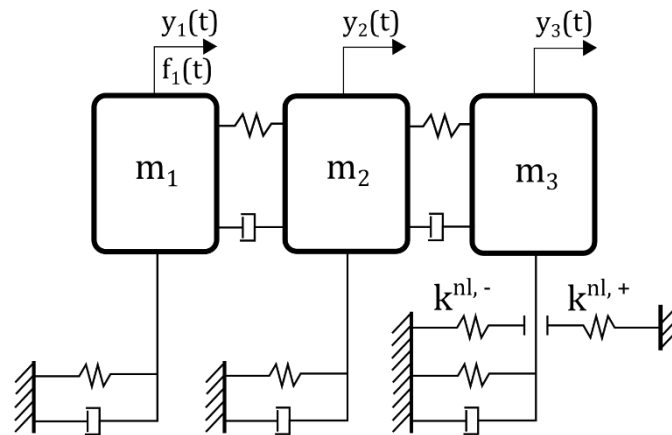 y₁(t) y₂(t) y₃(t)
f₁(t)
m₁ m₂ m₃
kⁿˡ, ⁻ kⁿˡ, ⁺